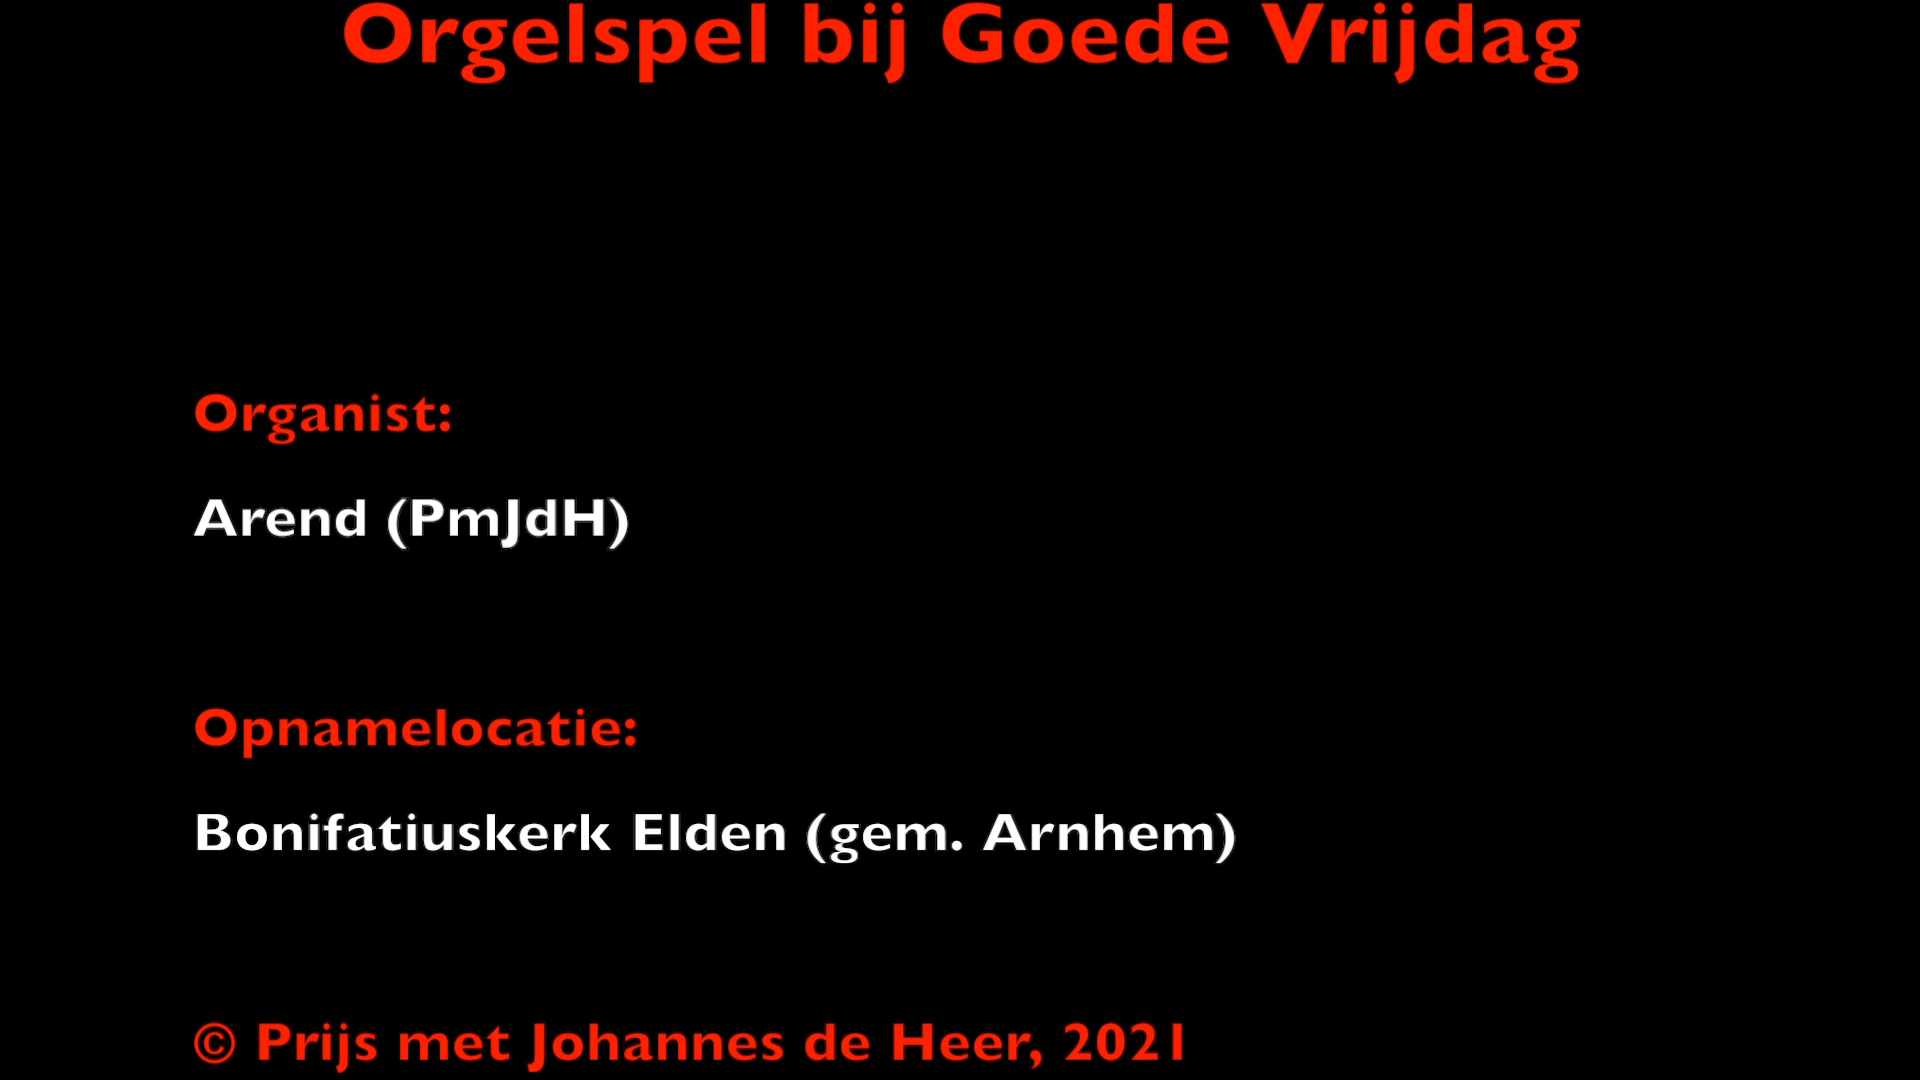 Orgelspel bij Goede Vrijdag
Organist:
Arend (PmJdH)
Opnamelocatie:
Bonifatiuskerk Elden (gem. Arnhem)
© Prijs met Johannes de Heer, 2021